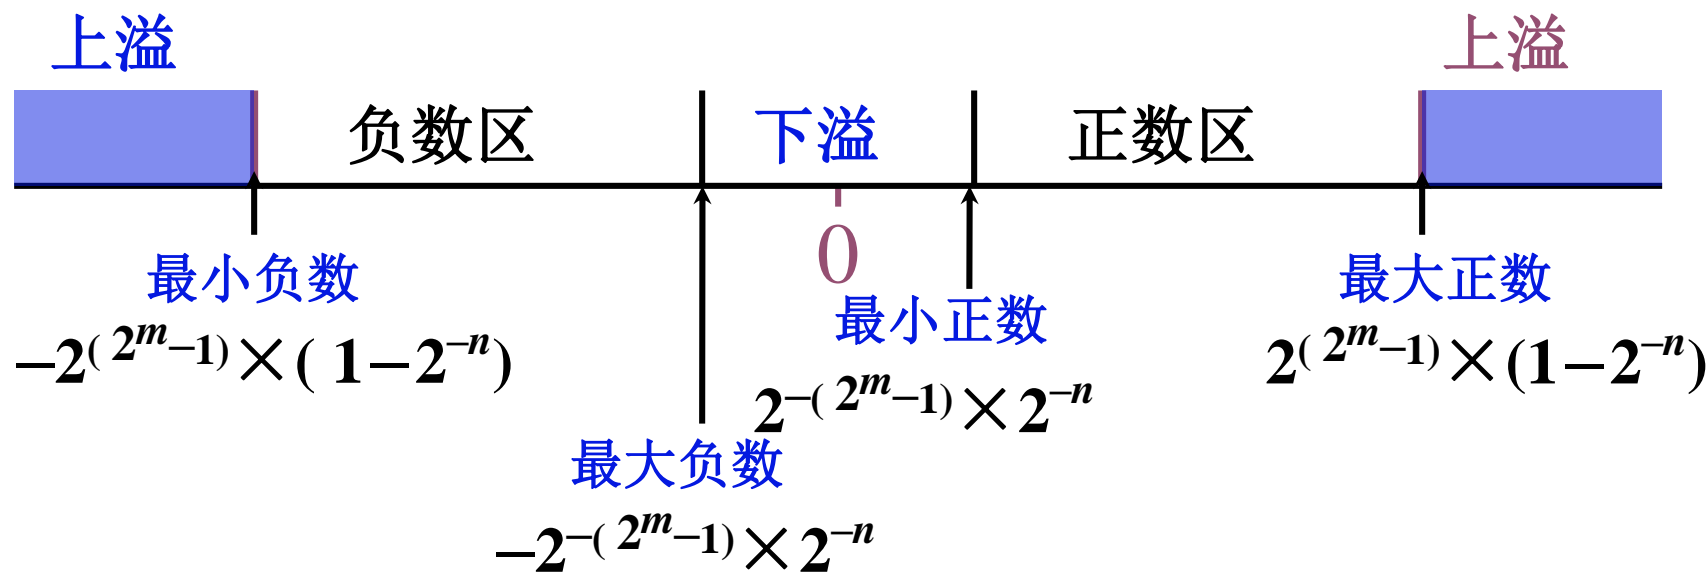 上溢 上溢
负数区 下溢 正数区
0
最小负数 最小正数 最大正数
−2^(2^m−1) × (1−2^−n) 2^−(2^m−1) × 2^−n 2^(2^m−1) × (1−2^−n)
最大负数
−2^−(2^m−1) × 2^−n